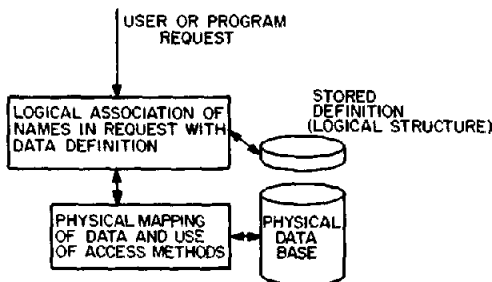 USER OR PROGRAM
REQUEST
LOGICAL ASSOCIATION OF
NAMES IN REQUEST WITH
DATA DEFINITION
STORED
DEFINITION
(LOGICAL STRUCTURE)
PHYSICAL MAPPING
OF DATA AND USE
OF ACCESS METHODS
PHYSICAL
DATA
BASE